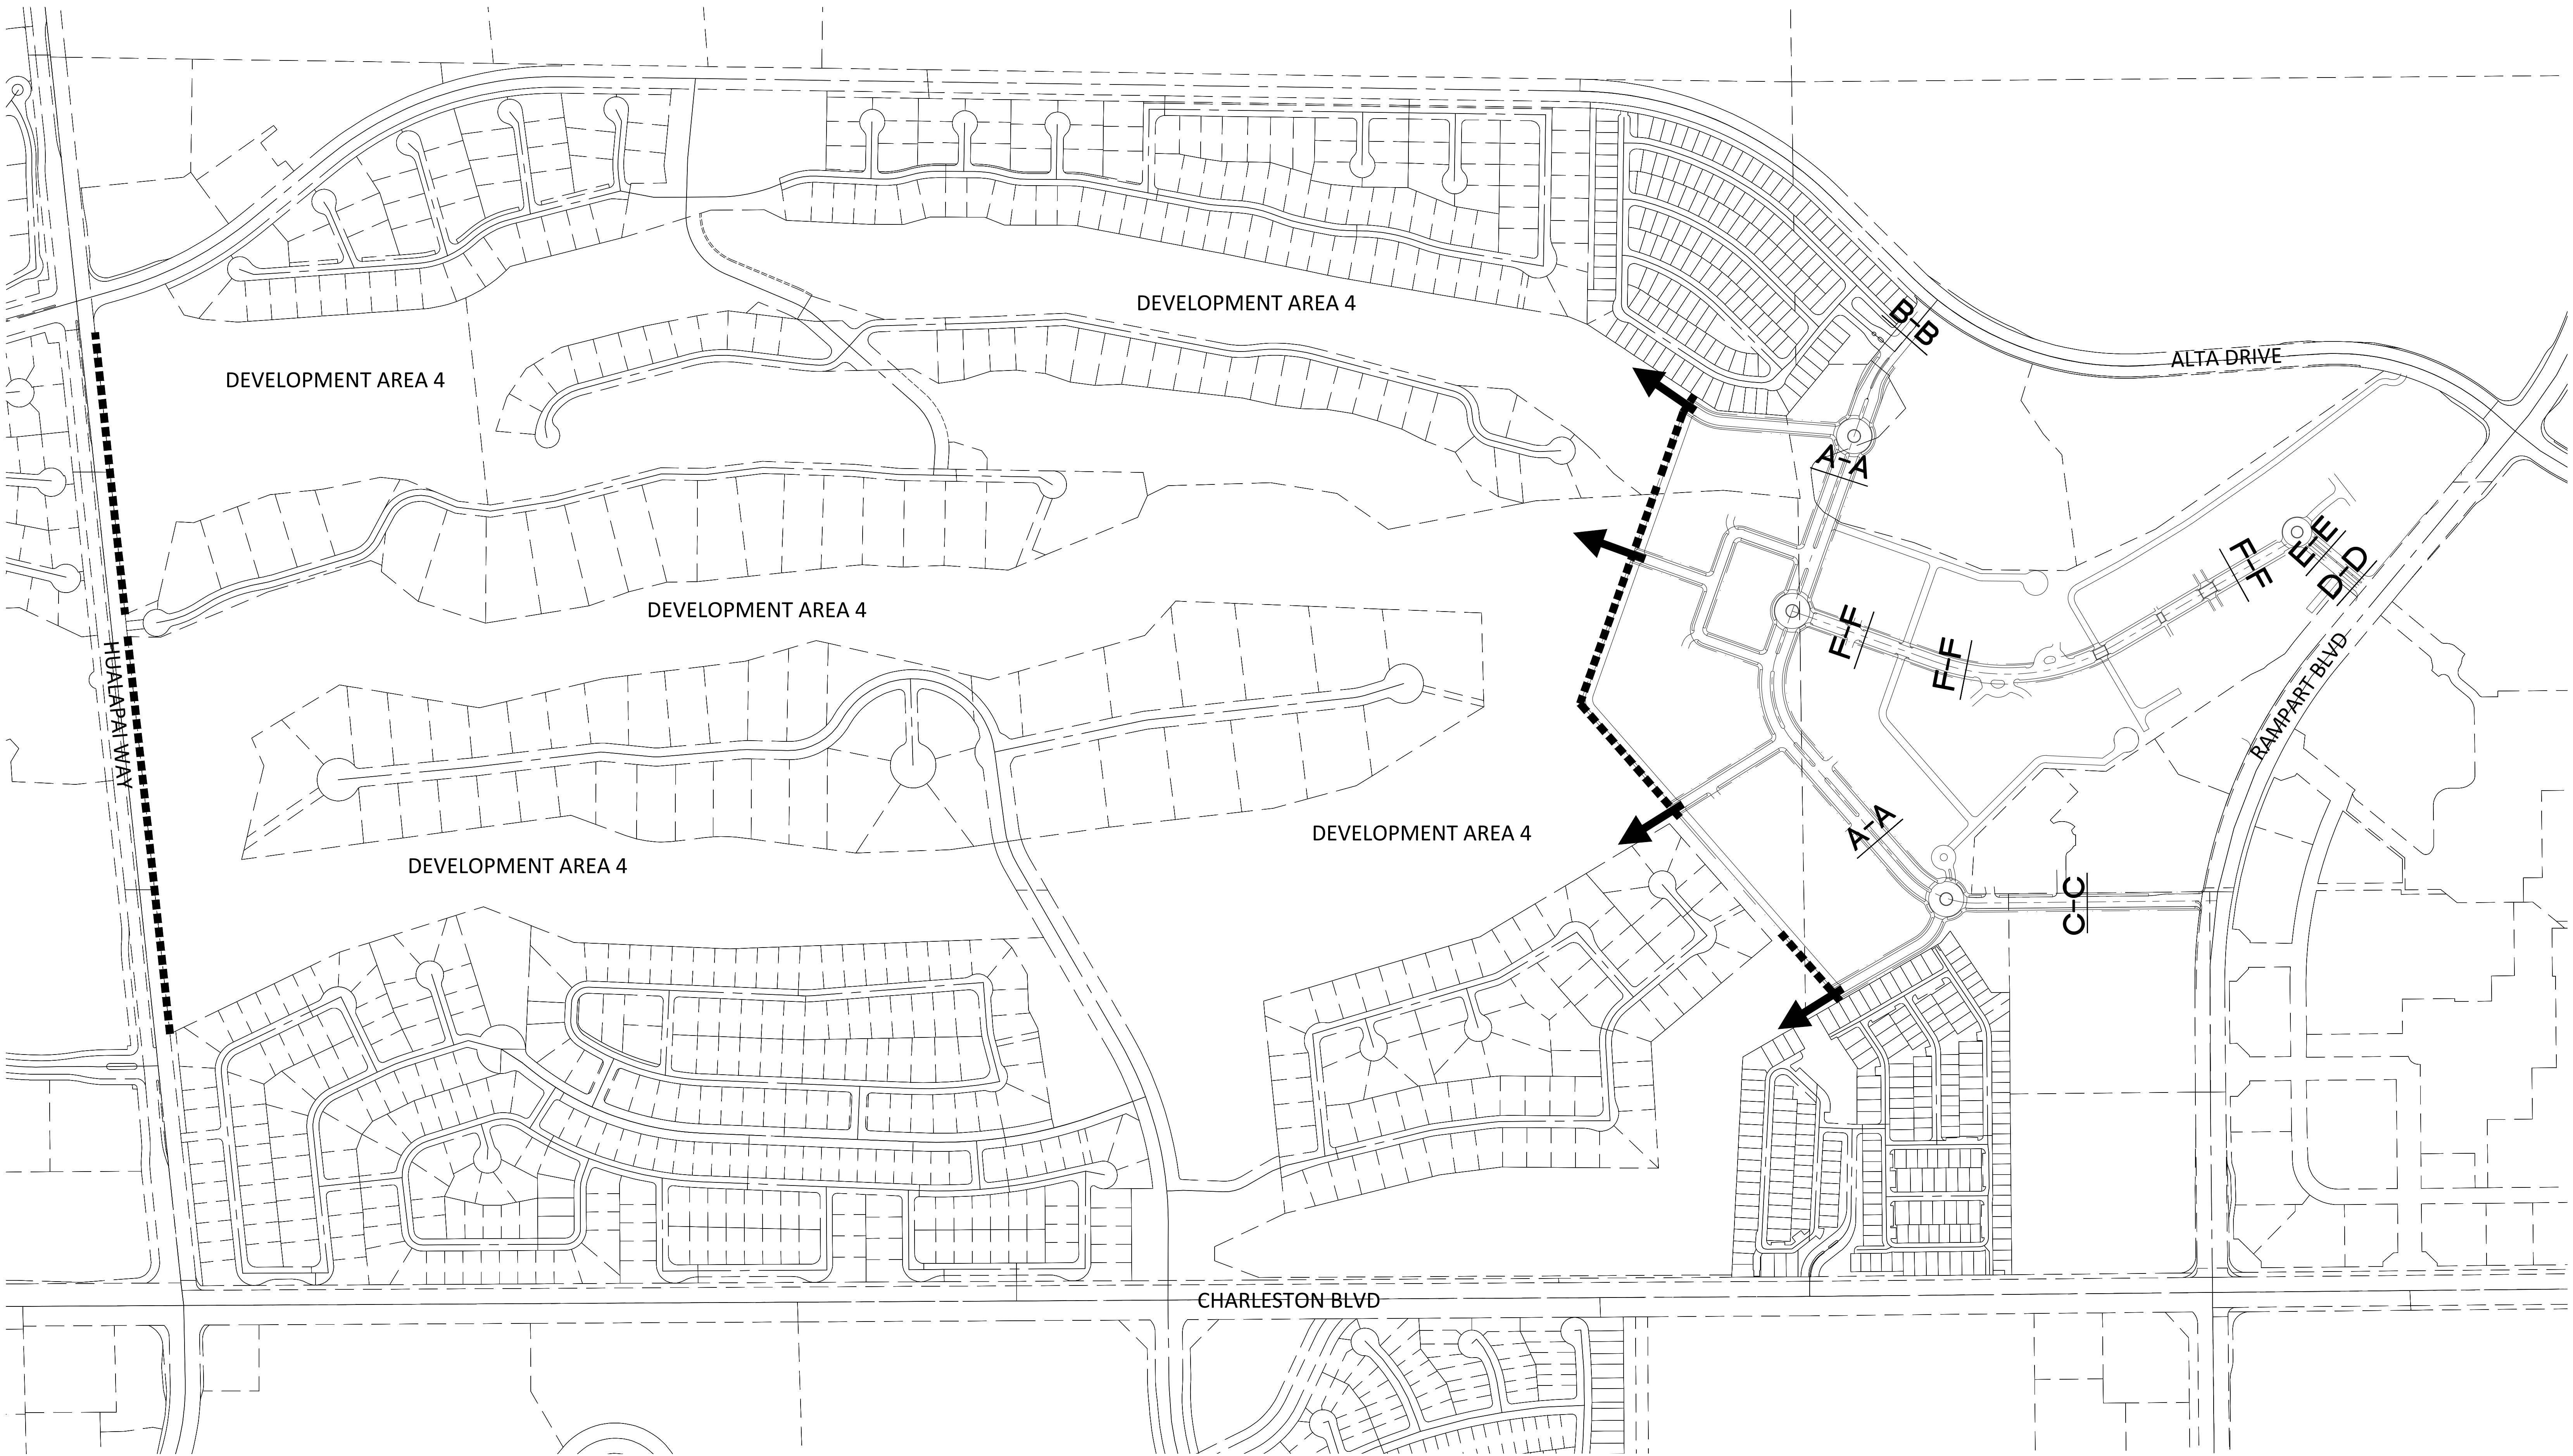 DEVELOPMENT AREA 4
B-B
ALTA DRIVE
DEVELOPMENT AREA 4
A-A
F-F
E-E
D-D
DEVELOPMENT AREA 4
F-F
F-F
HUALAPAI WAY
RAMPART BLVD
DEVELOPMENT AREA 4
A-A
DEVELOPMENT AREA 4
C-C
CHARLESTON BLVD